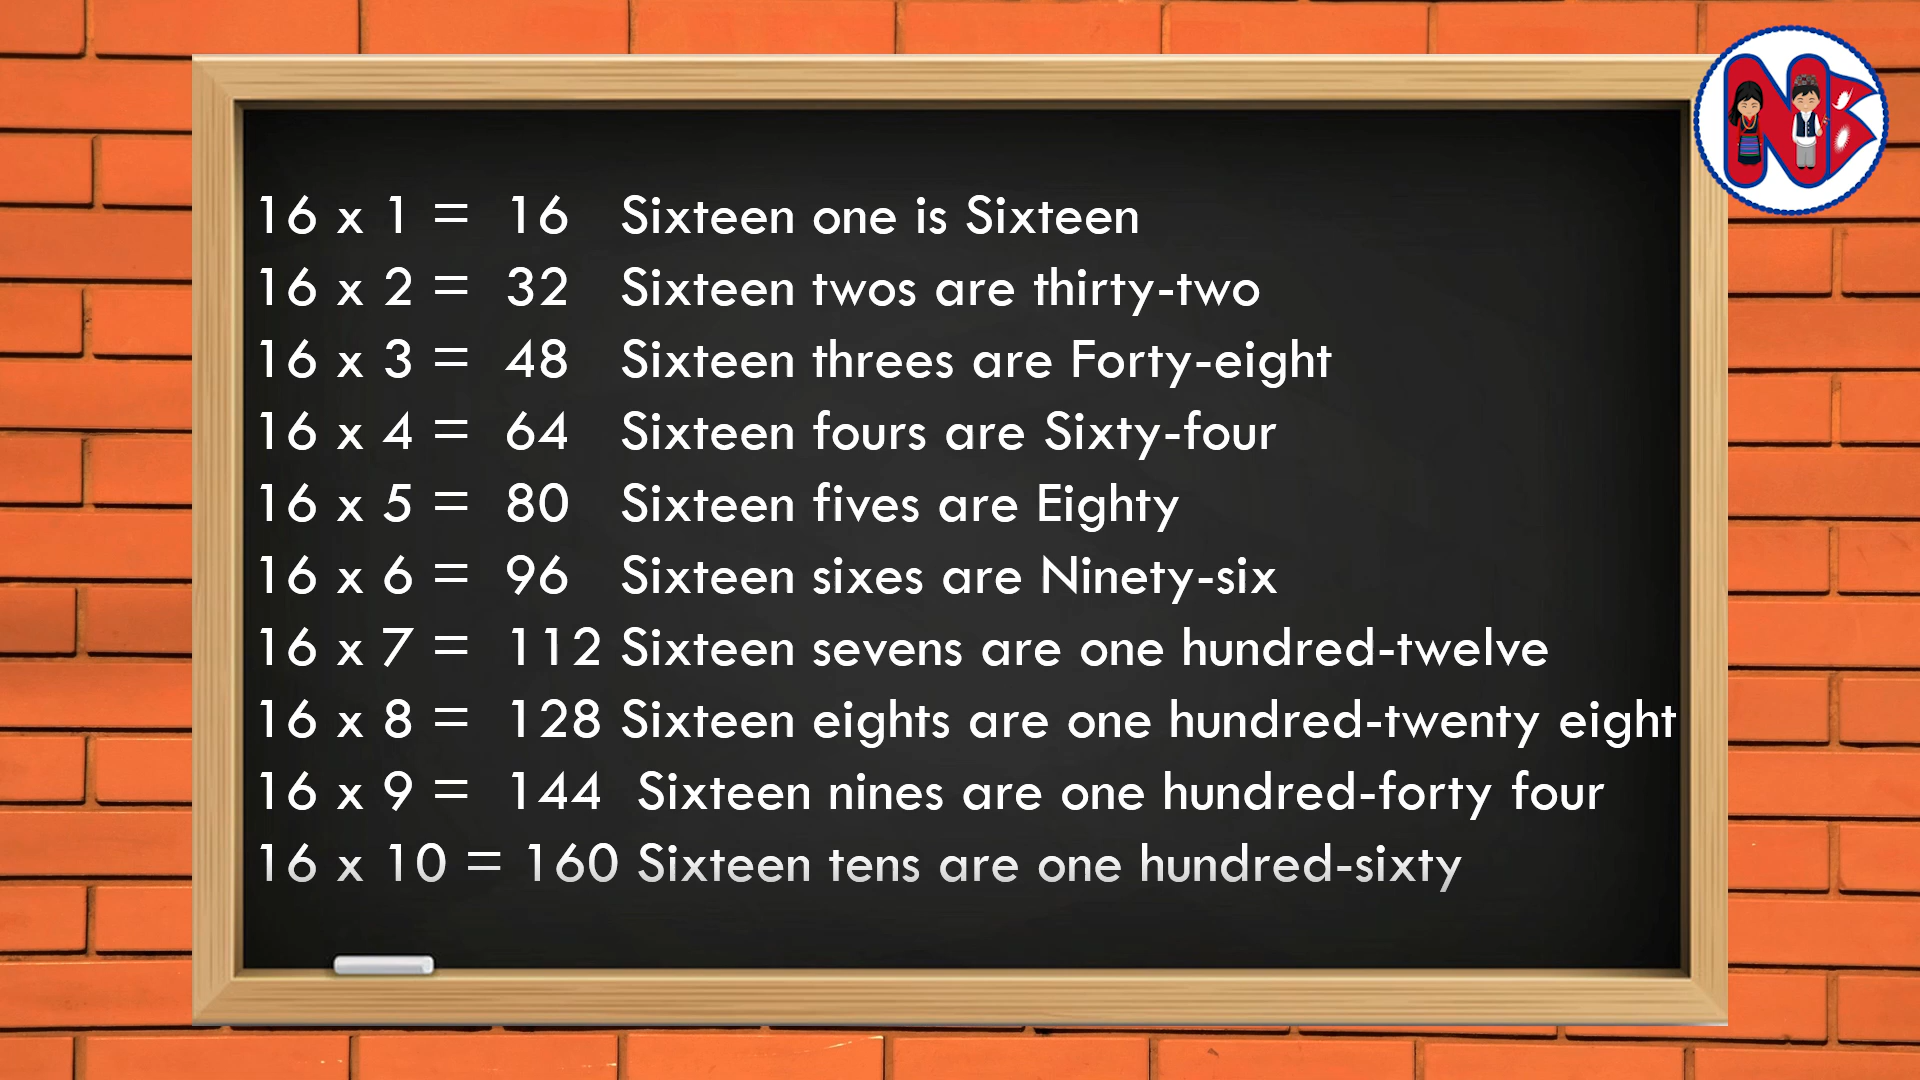 16 x 1 = 16 Sixteen one is Sixteen
16 x 2 = 32 Sixteen twos are thirty-two
16 x 3 = 48 Sixteen threes are Forty-eight
16 x 4 = 64 Sixteen fours are Sixty-four
16 x 5 = 80 Sixteen fives are Eighty
16 x 6 = 96 Sixteen sixes are Ninety-six
16 x 7 = 112 Sixteen sevens are one hundred-twelve
16 x 8 = 128 Sixteen eights are one hundred-twenty eight
16 x 9 = 144 Sixteen nines are one hundred-forty four
16 x 10 = 160 Sixteen tens are one hundred-sixty
N